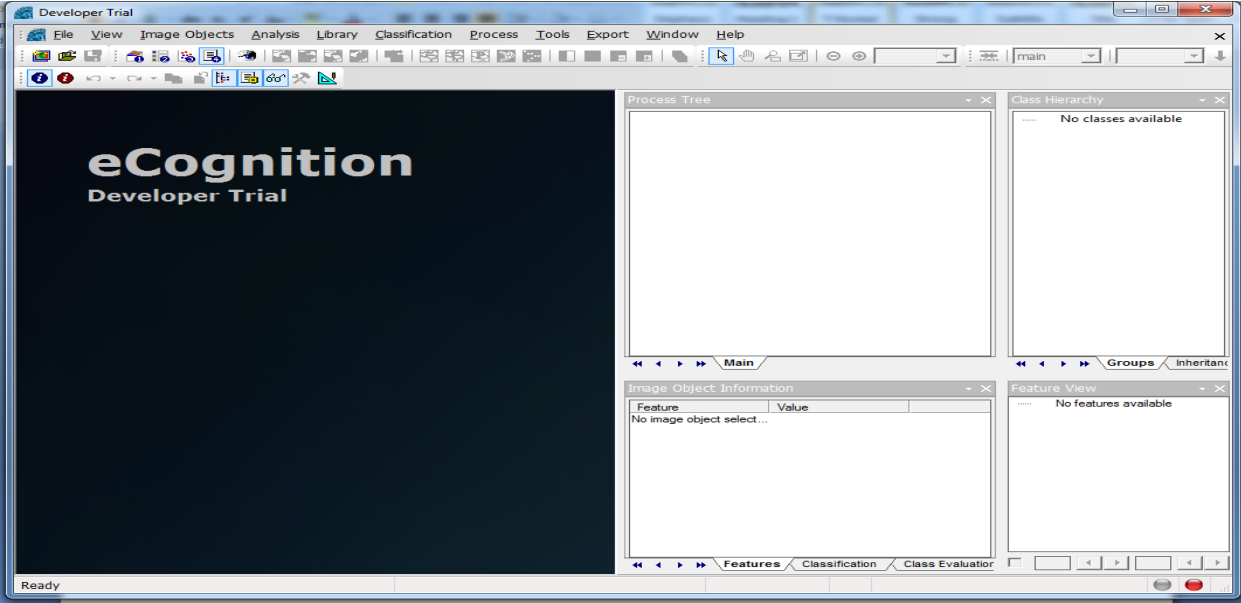 Developer Trial
File View Image Objects Analysis Library Classification Process Tools Export Window Help
main
eCognition
Developer Trial
Process Tree
Main
Class Hierarchy
No classes available
Groups Inheritanc
Image Object Information
Feature Value
No image object select...
Features Classification Class Evaluation
Feature View
No features available
Ready